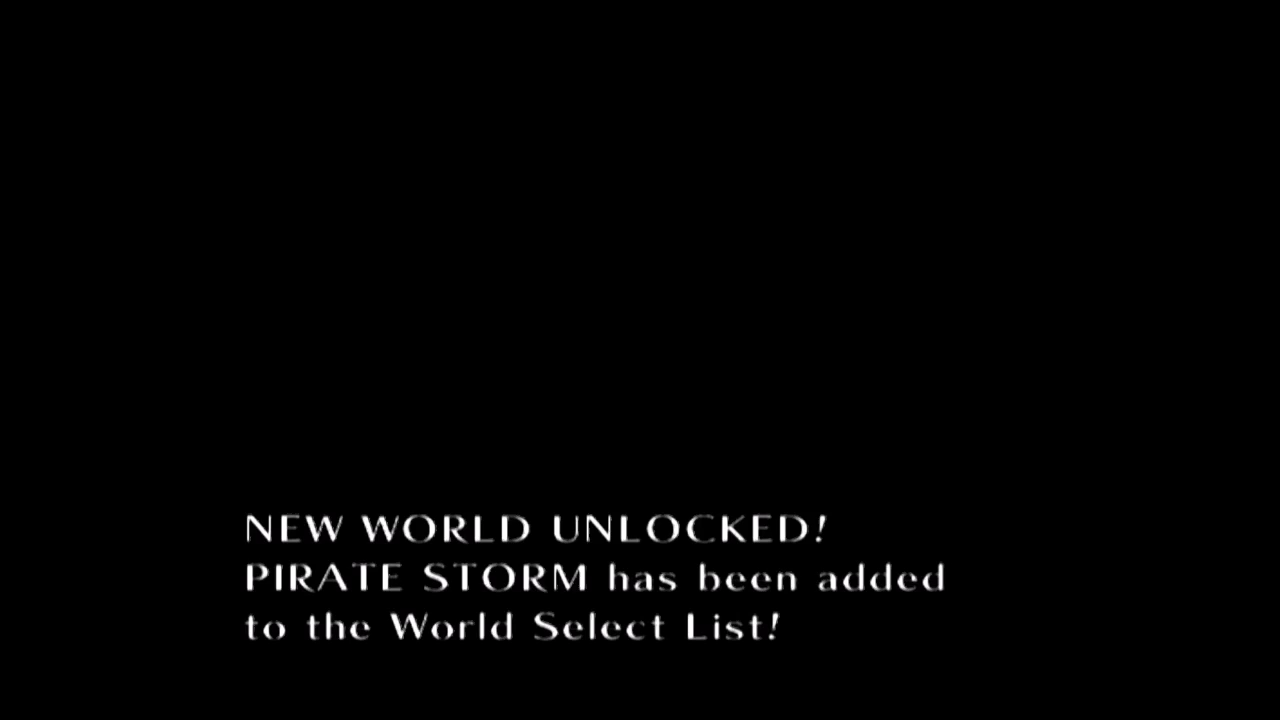 NEW WORLD UNLOCKED!
PIRATE STORM has been added
to the World Select List!